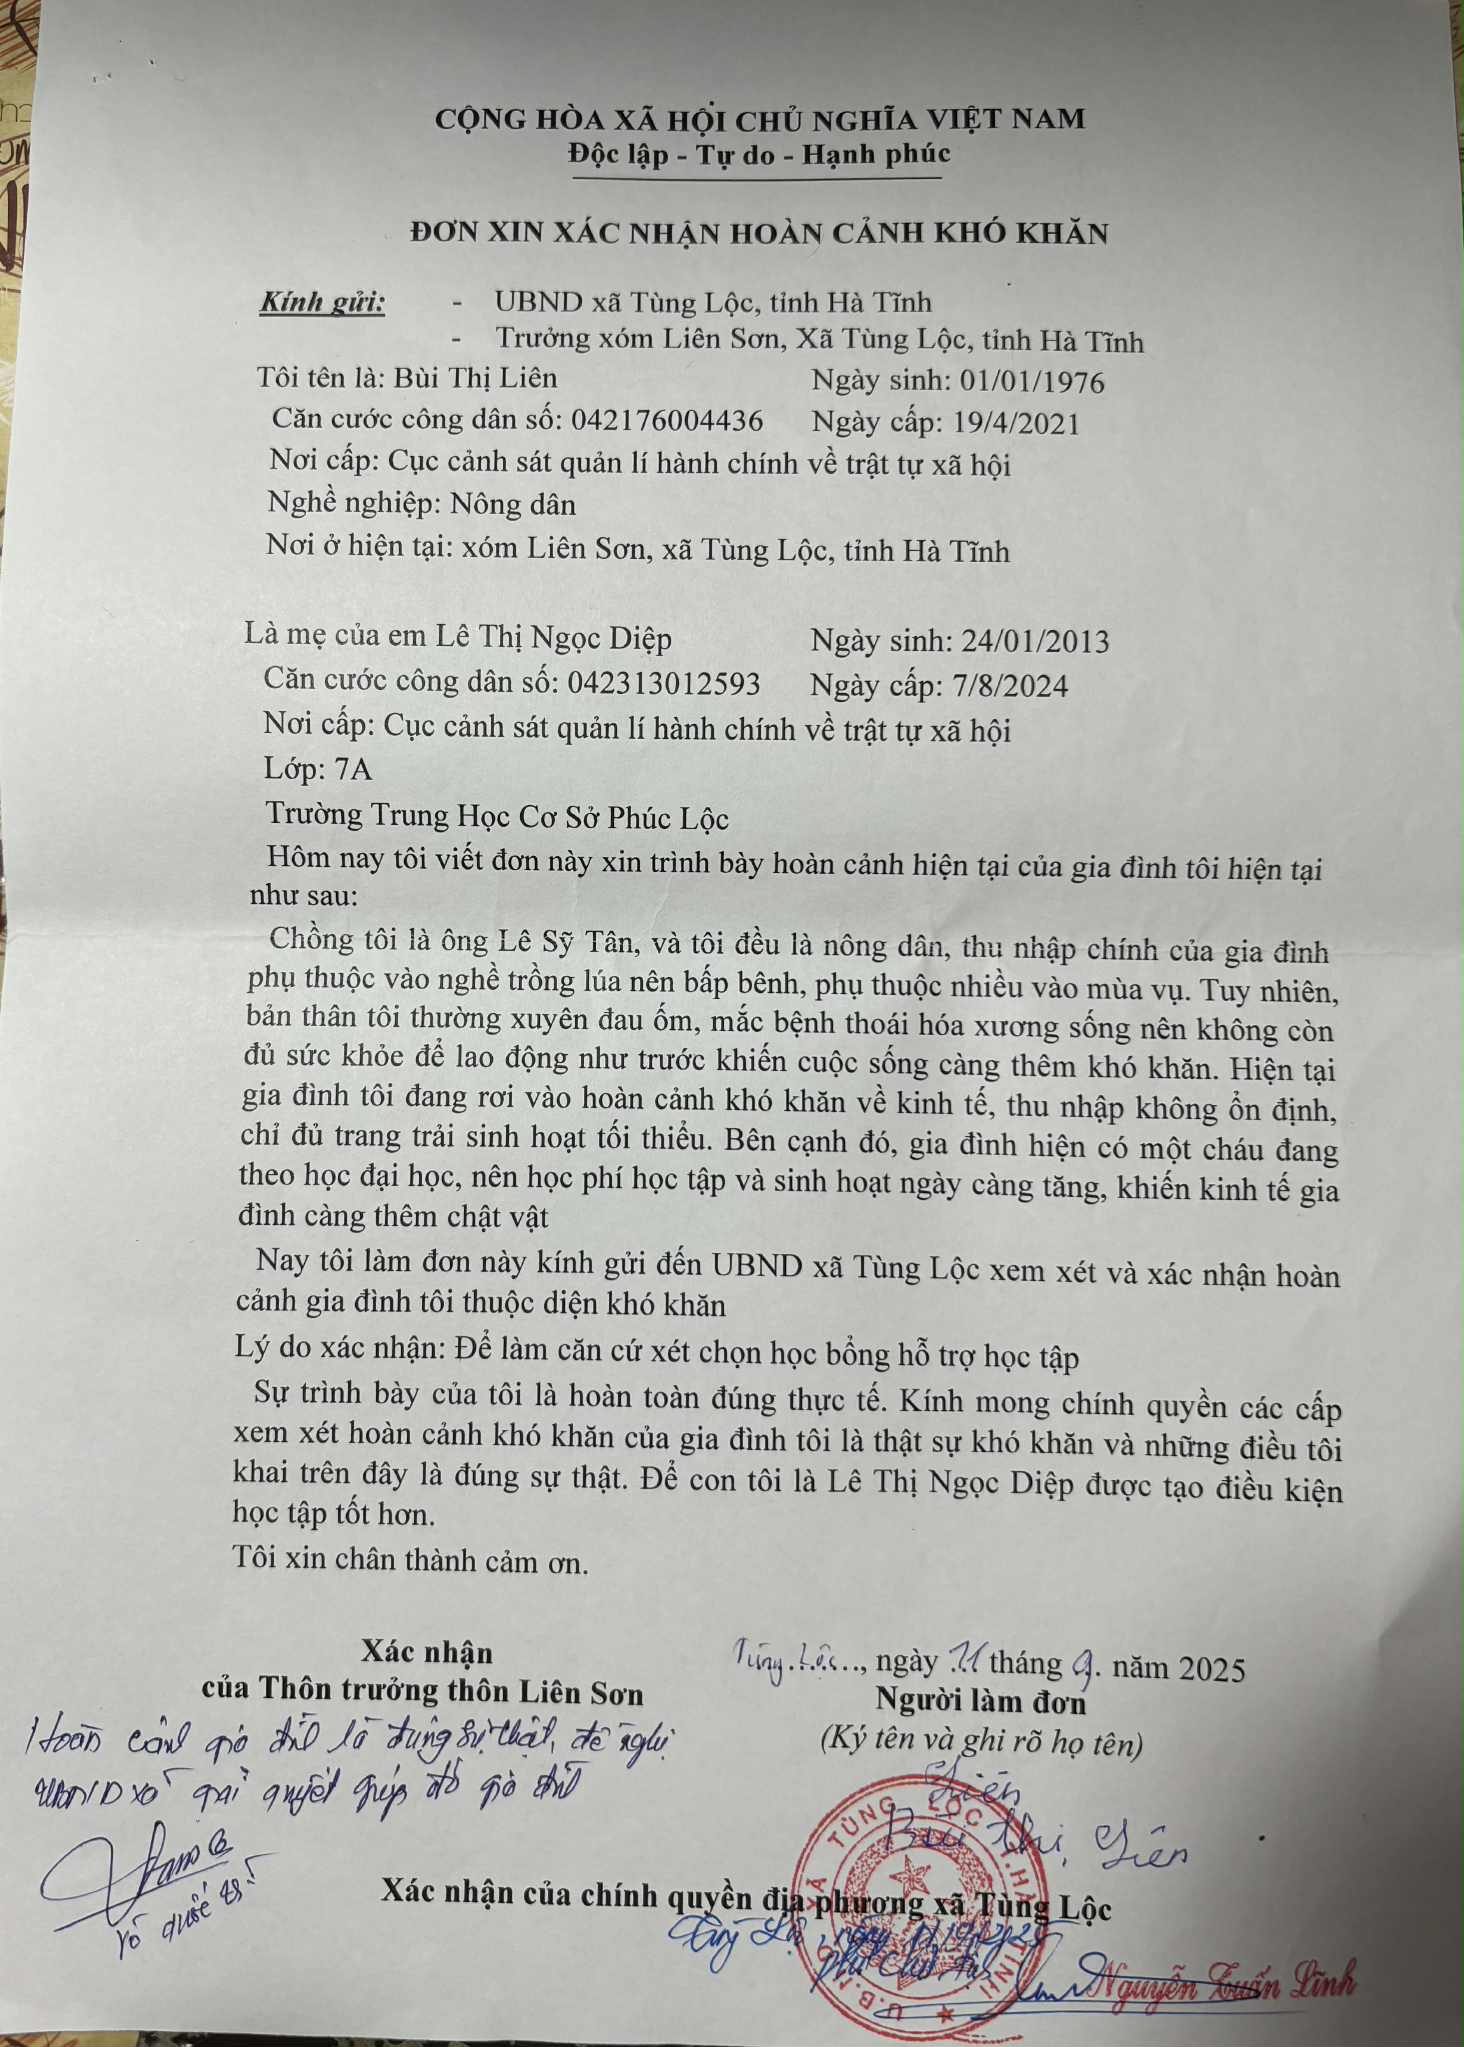 CỘNG HÒA XÃ HỘI CHỦ NGHĨA VIỆT NAM
Độc lập - Tự do - Hạnh phúc
ĐƠN XIN XÁC NHẬN HOÀN CẢNH KHÓ KHĂN
Kính gửi: - UBND xã Tùng Lộc, tỉnh Hà Tĩnh
- Trưởng xóm Liên Sơn, Xã Tùng Lộc, tỉnh Hà Tĩnh
Tôi tên là: Bùi Thị Liên Ngày sinh: 01/01/1976
Căn cước công dân số: 042176004436 Ngày cấp: 19/4/2021
Nơi cấp: Cục cảnh sát quản lí hành chính về trật tự xã hội
Nghề nghiệp: Nông dân
Nơi ở hiện tại: xóm Liên Sơn, xã Tùng Lộc, tỉnh Hà Tĩnh
Là mẹ của em Lê Thị Ngọc Diệp Ngày sinh: 24/01/2013
Căn cước công dân số: 042313012593 Ngày cấp: 7/8/2024
Nơi cấp: Cục cảnh sát quản lí hành chính về trật tự xã hội
Lớp: 7A
Trường Trung Học Cơ Sở Phúc Lộc
Hôm nay tôi viết đơn này xin trình bày hoàn cảnh hiện tại của gia đình tôi hiện tại
như sau:
Chồng tôi là ông Lê Sỹ Tân, và tôi đều là nông dân, thu nhập chính của gia đình
phụ thuộc vào nghề trồng lúa nên bấp bênh, phụ thuộc nhiều vào mùa vụ. Tuy nhiên,
bản thân tôi thường xuyên đau ốm, mắc bệnh thoái hóa xương sống nên không còn
đủ sức khỏe để lao động như trước khiến cuộc sống càng thêm khó khăn. Hiện tại
gia đình tôi đang rơi vào hoàn cảnh khó khăn về kinh tế, thu nhập không ổn định,
chỉ đủ trang trải sinh hoạt tối thiểu. Bên cạnh đó, gia đình hiện có một cháu đang
theo học đại học, nên học phí học tập và sinh hoạt ngày càng tăng, khiến kinh tế gia
đình càng thêm chật vật
Nay tôi làm đơn này kính gửi đến UBND xã Tùng Lộc xem xét và xác nhận hoàn
cảnh gia đình tôi thuộc diện khó khăn
Lý do xác nhận: Để làm căn cứ xét chọn học bổng hỗ trợ học tập
Sự trình bày của tôi là hoàn toàn đúng thực tế. Kính mong chính quyền các cấp
xem xét hoàn cảnh khó khăn của gia đình tôi là thật sự khó khăn và những điều tôi
khai trên đây là đúng sự thật. Để con tôi là Lê Thị Ngọc Diệp được tạo điều kiện
học tập tốt hơn.
Tôi xin chân thành cảm ơn.
Xác nhận Tùng Lộc, ngày 11 tháng 9. năm 2025
của Thôn trưởng thôn Liên Sơn Người làm đơn
(Ký tên và ghi rõ họ tên)
Hoàn cảnh gia đình là đúng sự thật, đề nghị
UBND xã giải quyết giúp đỡ gia đình
Liên
Bùi Thị Liên
Xác nhận của chính quyền địa phương xã Tùng Lộc
U.B.N.D XÃ TÙNG LỘC T.HÀ TĨNH
Phó Chủ tịch
Nguyễn Tuấn Lĩnh